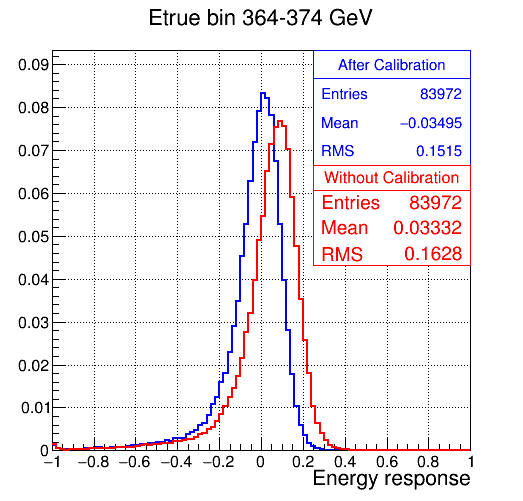 Etrue bin 364-374 GeV
After Calibration
Entries 83972
Mean −0.03495
RMS 0.1515
Without Calibration
Entries 83972
Mean 0.03332
RMS 0.1628
0.09
0.08
0.07
0.06
0.05
0.04
0.03
0.02
0.01
0
−1 −0.8 −0.6 −0.4 −0.2 0 0.2 0.4 0.6 0.8 1
Energy response